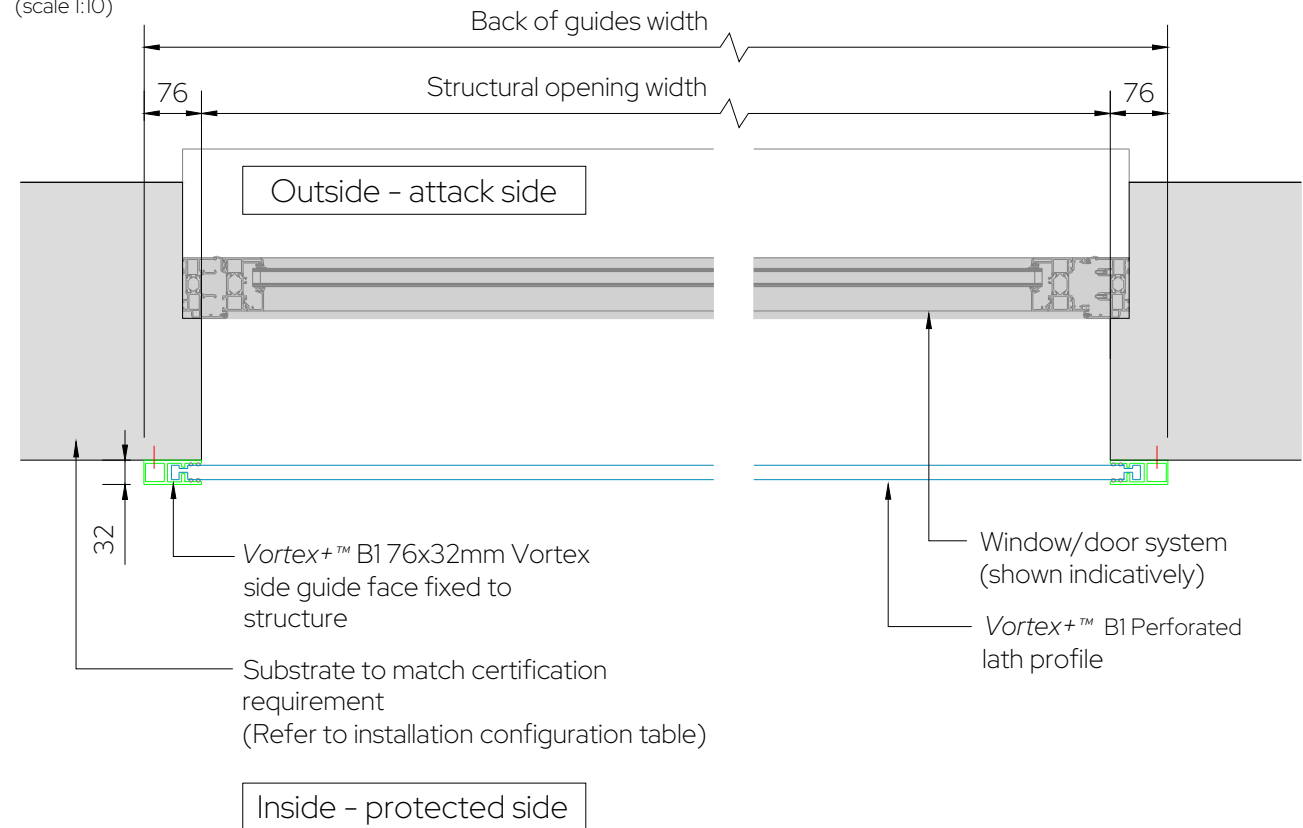 (scale 1:10)
Back of guides width
76
Structural opening width
76
Outside - attack side
32
Vortex+™ B1 76x32mm Vortex
side guide face fixed to
structure
Window/door system
(shown indicatively)
Vortex+™ B1 Perforated
lath profile
Substrate to match certification
requirement
(Refer to installation configuration table)
Inside - protected side